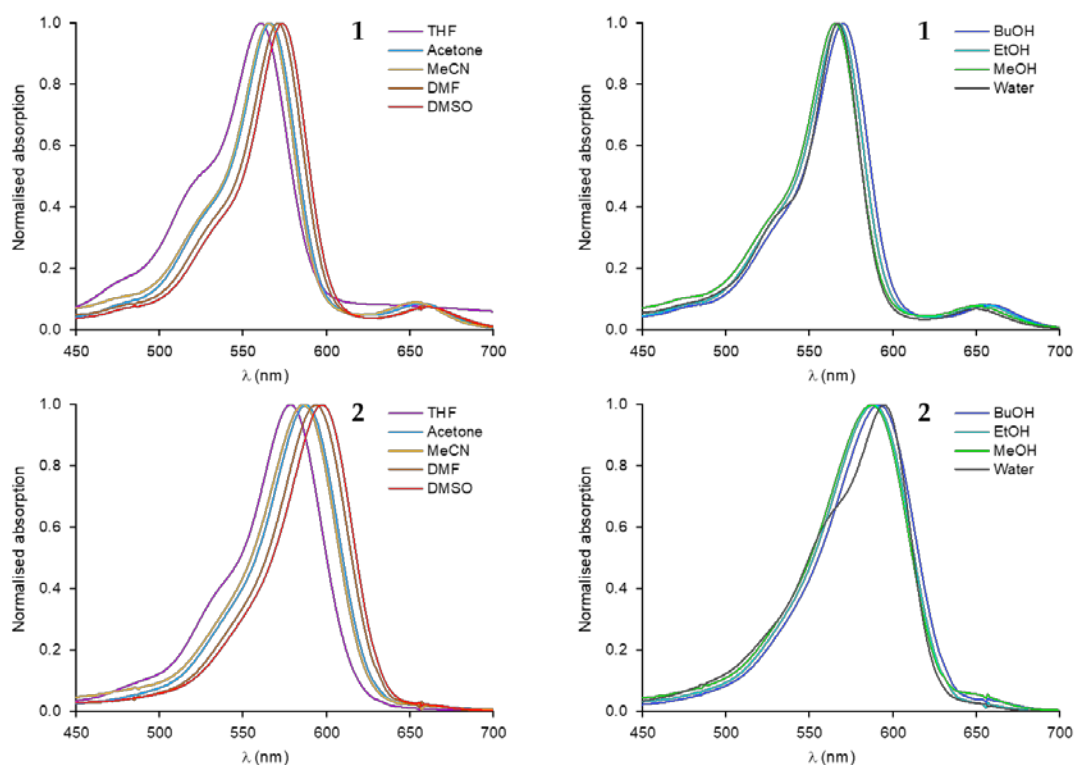 1
THF
Acetone
MeCN
DMF
DMSO
Normalised absorption
1.0
0.8
0.6
0.4
0.2
0.0
450 500 550 600 650 700
λ (nm)
1
BuOH
EtOH
MeOH
Water
Normalised absorption
1.0
0.8
0.6
0.4
0.2
0.0
450 500 550 600 650 700
λ (nm)
2
THF
Acetone
MeCN
DMF
DMSO
Normalised absorption
1.0
0.8
0.6
0.4
0.2
0.0
450 500 550 600 650 700
λ (nm)
2
BuOH
EtOH
MeOH
Water
Normalised absorption
1.0
0.8
0.6
0.4
0.2
0.0
450 500 550 600 650 700
λ (nm)